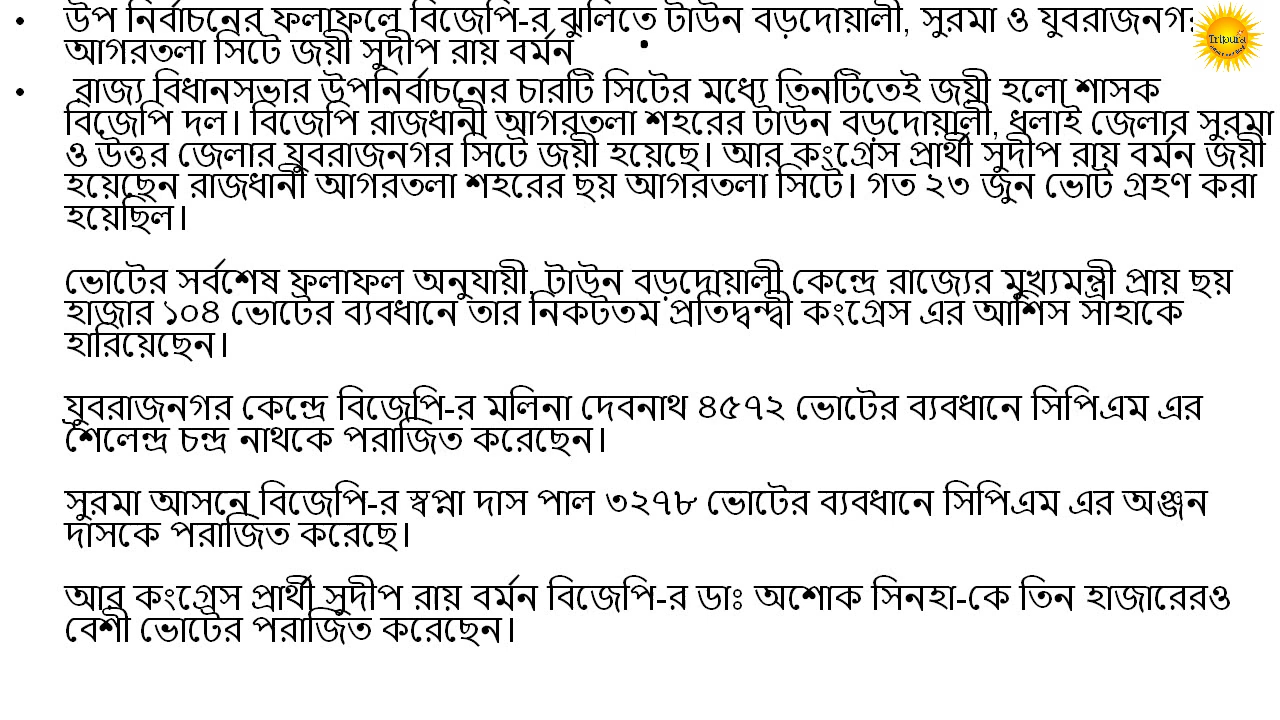 • উপ নির্বাচনের ফলাফলে বিজেপি-র ঝুলিতে টাউন বড়দোয়ালী, সুরমা ও যুবরাজনগর
আগরতলা সিটে জয়ী সুদীপ রায় বর্মন
• রাজ্য বিধানসভার উপনির্বাচনের চারটি সিটের মধ্যে তিনটিতেই জয়ী হলো শাসক
বিজেপি দল। বিজেপি রাজধানী আগরতলা শহরের টাউন বড়দোয়ালী, ধলাই জেলার সুরমা
ও উত্তর জেলার যুবরাজনগর সিটে জয়ী হয়েছে। আর কংগ্রেস প্রার্থী সুদীপ রায় বর্মন জয়ী
হয়েছেন রাজধানী আগরতলা শহরের ছয় আগরতলা সিটে। গত ২৩ জুন ভোট গ্রহণ করা
হয়েছিল।
ভোটের সর্বশেষ ফলাফল অনুযায়ী, টাউন বড়দোয়ালী কেন্দ্রে রাজ্যের মুখ্যমন্ত্রী প্রায় ছয়
হাজার ১০৪ ভোটের ব্যবধানে তার নিকটতম প্রতিদ্বন্দ্বী কংগ্রেস এর আশিস সাহাকে
হারিয়েছেন।
যুবরাজনগর কেন্দ্রে বিজেপি-র মলিনা দেবনাথ ৪৫৭২ ভোটের ব্যবধানে সিপিএম এর
শৈলেন্দ্র চন্দ্র নাথকে পরাজিত করেছেন।
সুরমা আসনে বিজেপি-র স্বপ্না দাস পাল ৩২৭৮ ভোটের ব্যবধানে সিপিএম এর অঞ্জন
দাসকে পরাজিত করেছে।
আর কংগ্রেস প্রার্থী সুদীপ রায় বর্মন বিজেপি-র ডাঃ অশোক সিনহা-কে তিন হাজারেরও
বেশী ভোটের পরাজিত করেছেন।
Tripura